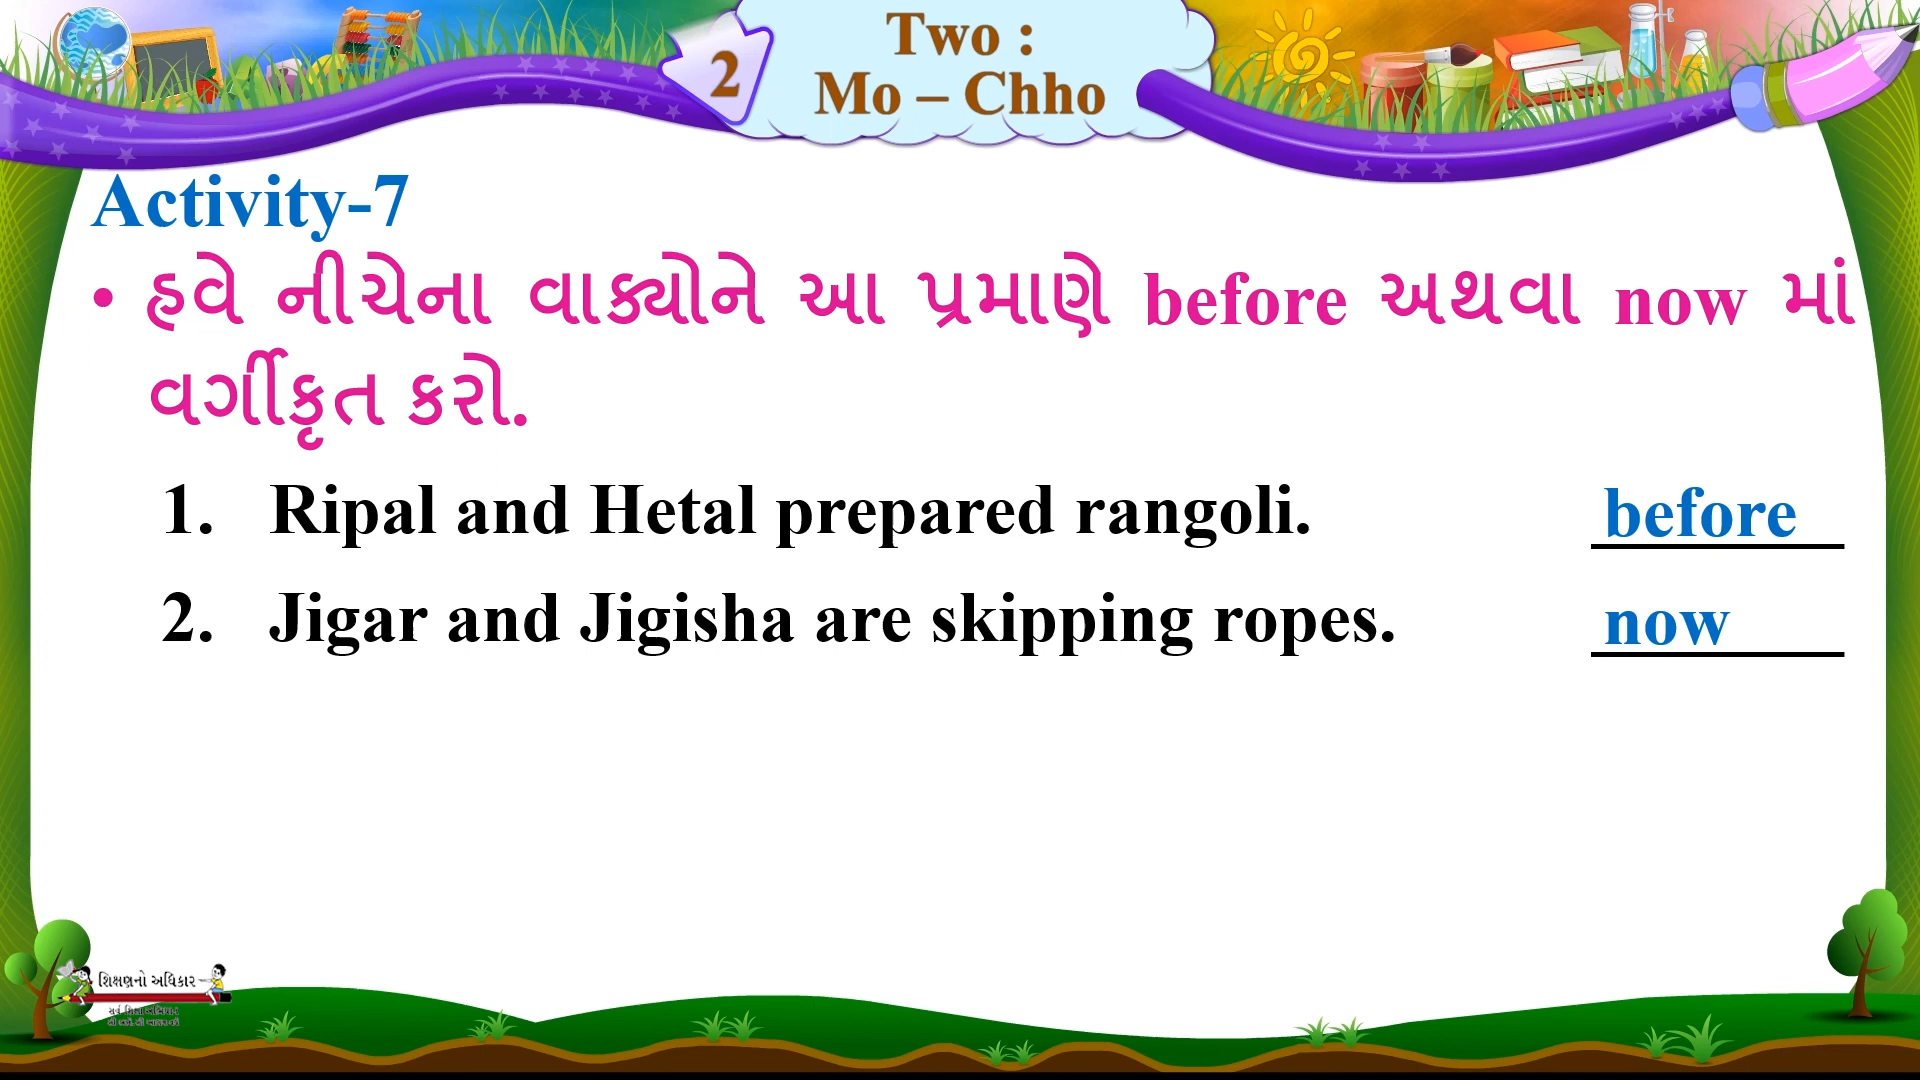 2
Two :
Mo – Chho
Activity-7
• હવે નીચેના વાક્યોને આ પ્રમાણે before અથવા now માં
વર્ગીકૃત કરો.
1. Ripal and Hetal prepared rangoli. before
2. Jigar and Jigisha are skipping ropes. now
શિક્ષણનો અધિકાર